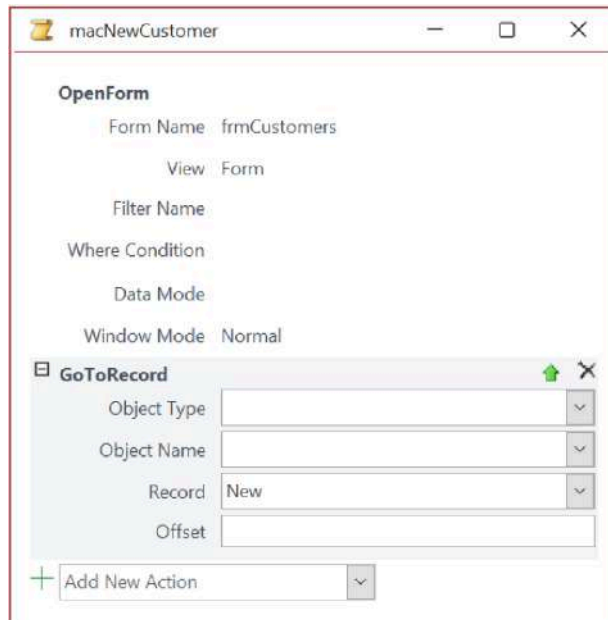 macNewCustomer
OpenForm
Form Name frmCustomers
View Form
Filter Name
Where Condition
Data Mode
Window Mode Normal
GoToRecord
Object Type
Object Name
Record New
Offset
Add New Action